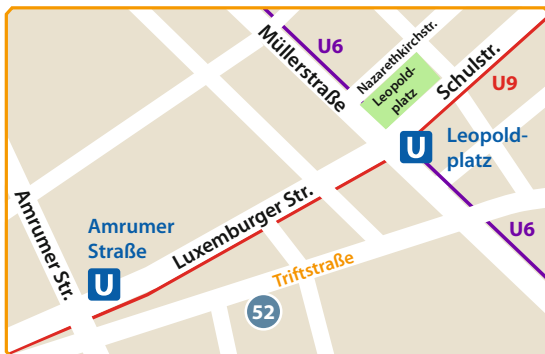 U6
Müllerstraße
Nazarethkirchstr.
Leopold-
platz
Schulstr.
U9
U
Leopold-
platz
Amrumer Str.
Amrumer
Straße
U
Luxemburger Str.
Triftstraße
U6
52